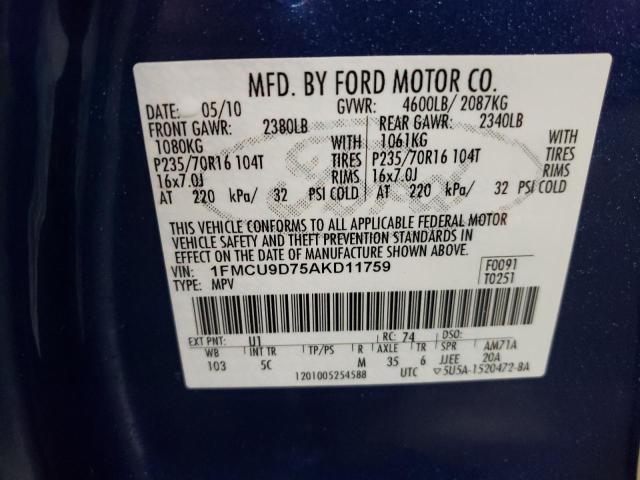 MFD. BY FORD MOTOR CO.
DATE: 05/10 GVWR: 4600LB/ 2087KG
FRONT GAWR: 2380LB REAR GAWR: 2340LB
1080KG 1061KG WITH
P235/70R16 104T TIRES P235/70R16 104T TIRES
16x7.0J RIMS 16x7.0J RIMS
AT 220 kPa/ 32 PSI COLD AT 220 kPa/ 32 PSI COLD
THIS VEHICLE CONFORMS TO ALL APPLICABLE FEDERAL MOTOR
VEHICLE SAFETY AND THEFT PREVENTION STANDARDS IN
EFFECT ON THE DATE OF MANUFACTURE SHOWN ABOVE.
VIN: 1FMCU9D75AKD11759 F0091
TYPE: MPV T0251
EXT PNT: U1 RC: 74 DSO:
WB INT TR TP/PS R AXLE TR SPR AM71A
103 5C M 35 6 JJEE 20A
1201005254588 UTC ▽5U5A-1520472-BA